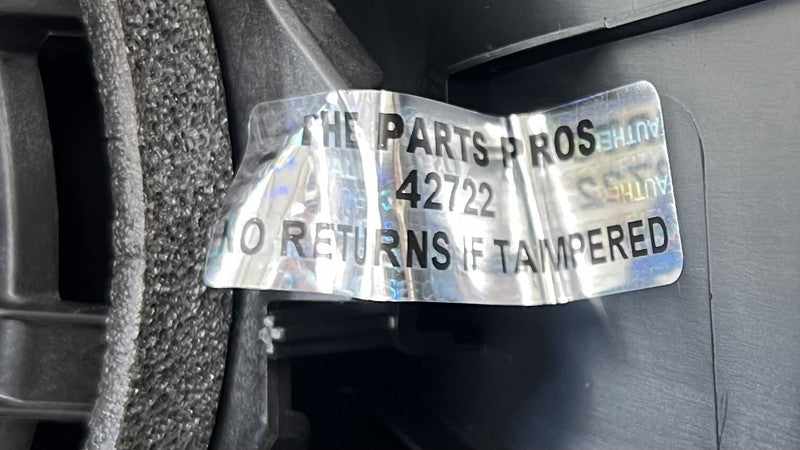 THE PARTS PROS
42722
NO RETURNS IF TAMPERED